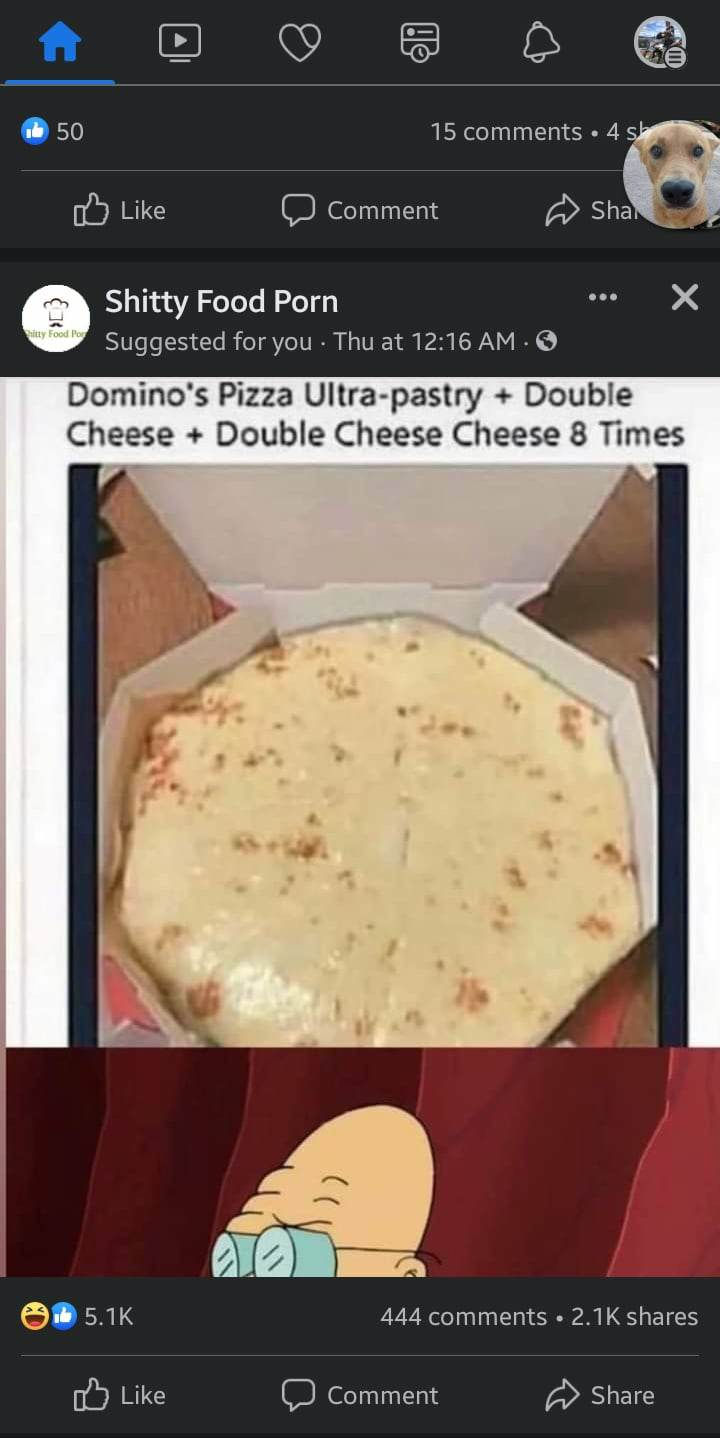 50
15 comments • 4
Like
Comment
Shitty Food Porn
Suggested for you · Thu at 12:16 AM ·
Domino's Pizza Ultra-pastry + Double
Cheese + Double Cheese Cheese 8 Times
5.1K
444 comments • 2.1K shares
Like
Comment
Share